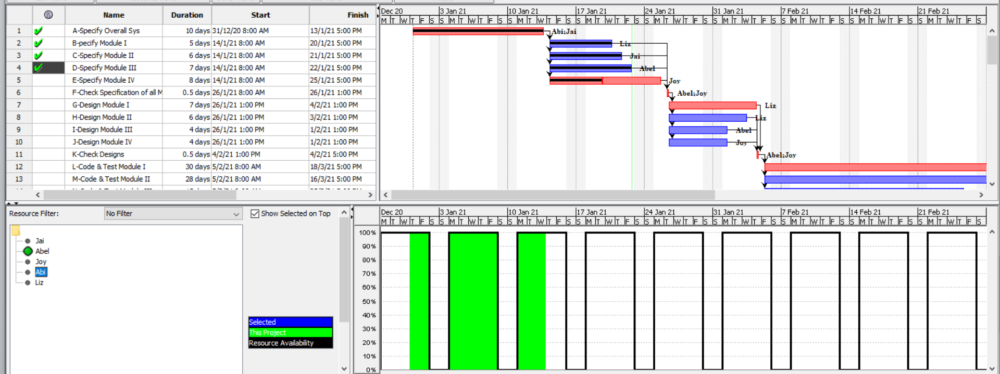 Name Duration Start Finish
1 A-Specify Overall Sys 10 days 31/12/20 8:00 AM 13/1/21 5:00 PM
2 B-pecify Module I 5 days 14/1/21 8:00 AM 20/1/21 5:00 PM
3 C-Specify Module II 6 days 14/1/21 8:00 AM 21/1/21 5:00 PM
4 D-Specify Module III 7 days 14/1/21 8:00 AM 22/1/21 5:00 PM
5 E-Specify Module IV 8 days 14/1/21 8:00 AM 25/1/21 5:00 PM
6 F-Check Specification of all M 0.5 days 26/1/21 8:00 AM 26/1/21 1:00 PM
7 G-Design Module I 7 days 26/1/21 1:00 PM 4/2/21 1:00 PM
8 H-Design Module II 6 days 26/1/21 1:00 PM 3/2/21 1:00 PM
9 I-Design Module III 4 days 26/1/21 1:00 PM 1/2/21 1:00 PM
10 J-Design Module IV 4 days 26/1/21 1:00 PM 1/2/21 1:00 PM
11 K-Check Designs 0.5 days 4/2/21 1:00 PM 4/2/21 5:00 PM
12 L-Code & Test Module I 30 days 5/2/21 8:00 AM 18/3/21 5:00 PM
13 M-Code & Test Module II 28 days 5/2/21 8:00 AM 16/3/21 5:00 PM
Dec 20 3 Jan 21 10 Jan 21 17 Jan 21 24 Jan 21 31 Jan 21 7 Feb 21 14 Feb 21 21 Feb 21
M T W T F S S M T W T F S S M T W T F S S M T W T F S S M T W T F S S M T W T F S S M T W T F S S M T W T F S S M T W T F S
Abi;Jai
Liz
Jai
Abel
Joy
Abel;Joy
Liz
Liz
Abel
Joy
Abel;Joy
Resource Filter: No Filter Show Selected on Top
Jai
Abel
Joy
Abi
Liz
Selected
This Project
Resource Availability
Dec 20 3 Jan 21 10 Jan 21 17 Jan 21 24 Jan 21 31 Jan 21 7 Feb 21 14 Feb 21 21 Feb 21
M T W T F S S M T W T F S S M T W T F S S M T W T F S S M T W T F S S M T W T F S S M T W T F S S M T W T F S S M T W T F S
100%
90%
80%
70%
60%
50%
40%
30%
20%
10%
0%